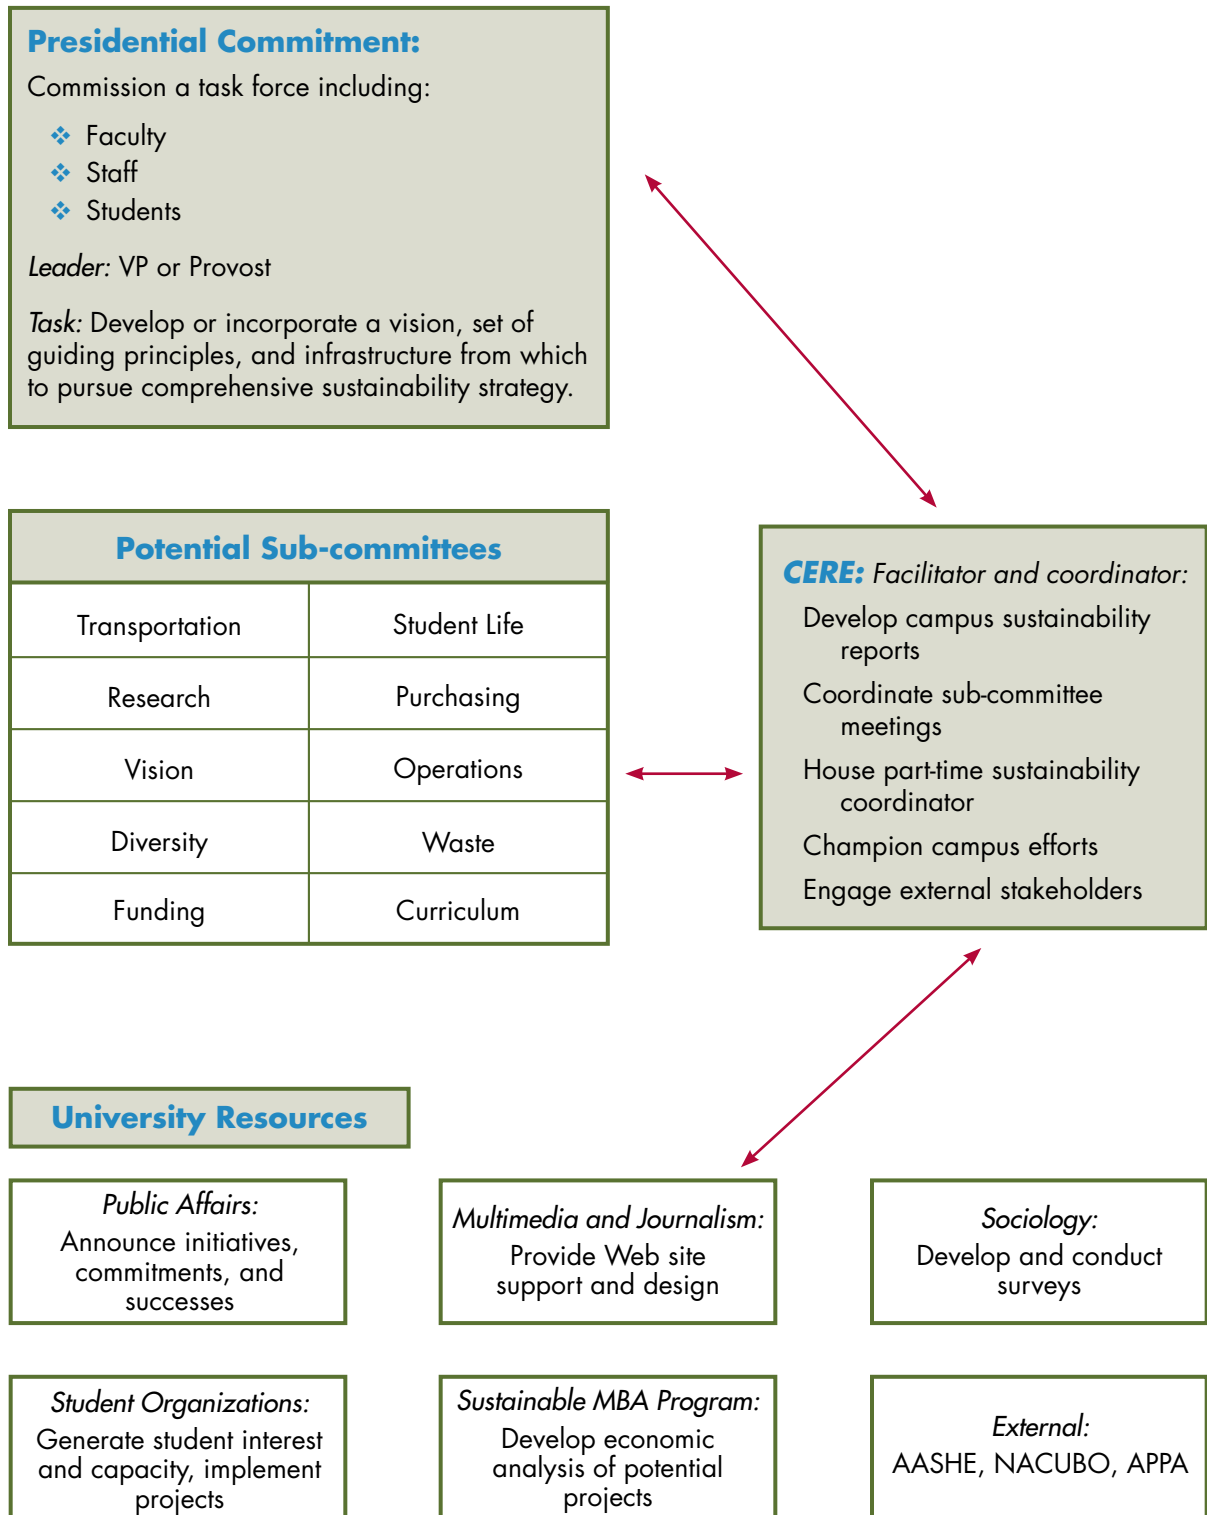 Presidential Commitment:
Commission a task force including:
❖ Faculty
❖ Staff
❖ Students
Leader: VP or Provost
Task: Develop or incorporate a vision, set of
guiding principles, and infrastructure from which
to pursue comprehensive sustainability strategy.
Potential Sub-committees
Transportation
Student Life
Research
Purchasing
Vision
Operations
Diversity
Waste
Funding
Curriculum
CERE: Facilitator and coordinator:
Develop campus sustainability
reports
Coordinate sub-committee
meetings
House part-time sustainability
coordinator
Champion campus efforts
Engage external stakeholders
University Resources
Public Affairs:
Announce initiatives,
commitments, and
successes
Multimedia and Journalism:
Provide Web site
support and design
Sociology:
Develop and conduct
surveys
Student Organizations:
Generate student interest
and capacity, implement
projects
Sustainable MBA Program:
Develop economic
analysis of potential
projects
External:
AASHE, NACUBO, APPA